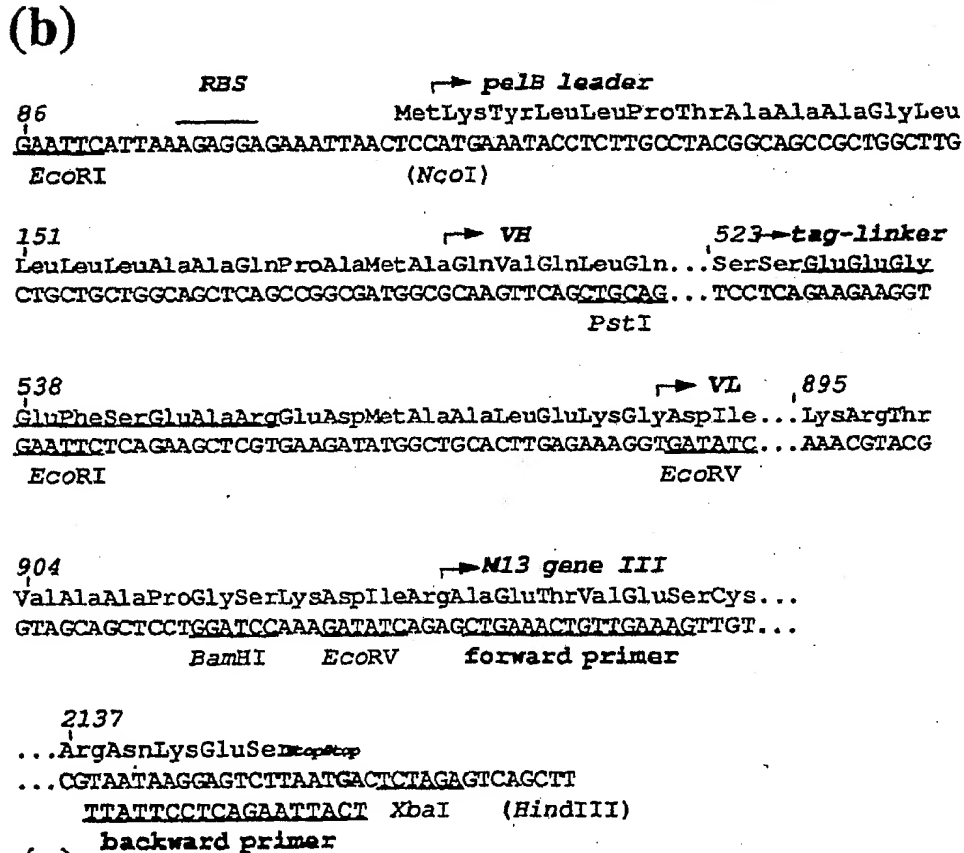 (b)
RBS pelB leader
86 MetLysTyrLeuLeuProThrAlaAlaAlaGlyLeu
GAATTCATTAAAGAGGAGAAATTAACTCCATGAAATACCTCTTGCCTACGGCAGCCGCTGGCTTG
EcoRI (NcoI)
151 VH 523 tag-linker
LeuLeuLeuAlaAlaGlnProAlaMetAlaGlnValGlnLeuGln...SerSerGluGluGly
CTGCTGCTGGCAGCTCAGCCGGCGATGGCGCAAGTTCAGCTGCAG...TCCTCAGAAGAAGGT
PstI
538 VL 895
GluPheSerGluAlaArgGluAspMetAlaAlaLeuGluLysGlyAspIle...LysArgThr
GAATTCTCAGAAGCTCGTGAAGATATGGCTGCACTTGAGAAAGGTGATATC...AAACGTACG
EcoRI EcoRV
904 M13 gene III
ValAlaAlaProGlySerLysAspIleArgAlaGluThrValGluSerCys...
GTAGCAGCTCCTGGATCCAAAGATATCAGAGCTGAAACTGTTGAAAGTTGT...
BamHI EcoRV forward primer
2137
...ArgAsnLysGluSerstopstop
...CGTAATAAGGAGTCTTAATGACTCTAGAGTCAGCTT
TTATTCCTCAGAATTACT XbaI (HindIII)
backward primer